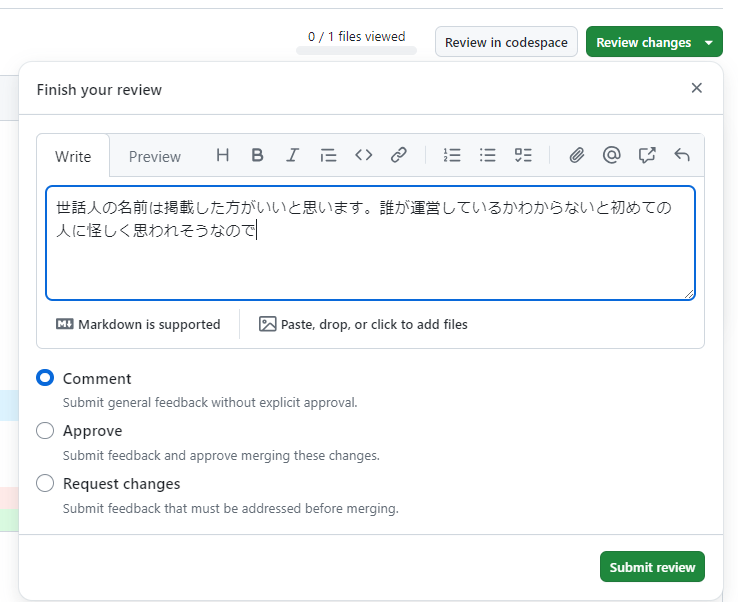 0 / 1 files viewed
Review in codespace
Review changes
Finish your review
Write
Preview
世話人の名前は掲載した方がいいと思います。誰が運営しているかわからないと初めての
人に怪しく思われそうなので
Markdown is supported
Paste, drop, or click to add files
Comment
Submit general feedback without explicit approval.
Approve
Submit feedback and approve merging these changes.
Request changes
Submit feedback that must be addressed before merging.
Submit review